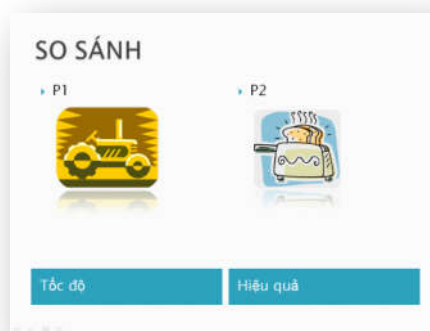 SO SÁNH
P1
P2
Tốc độ
Hiệu quả